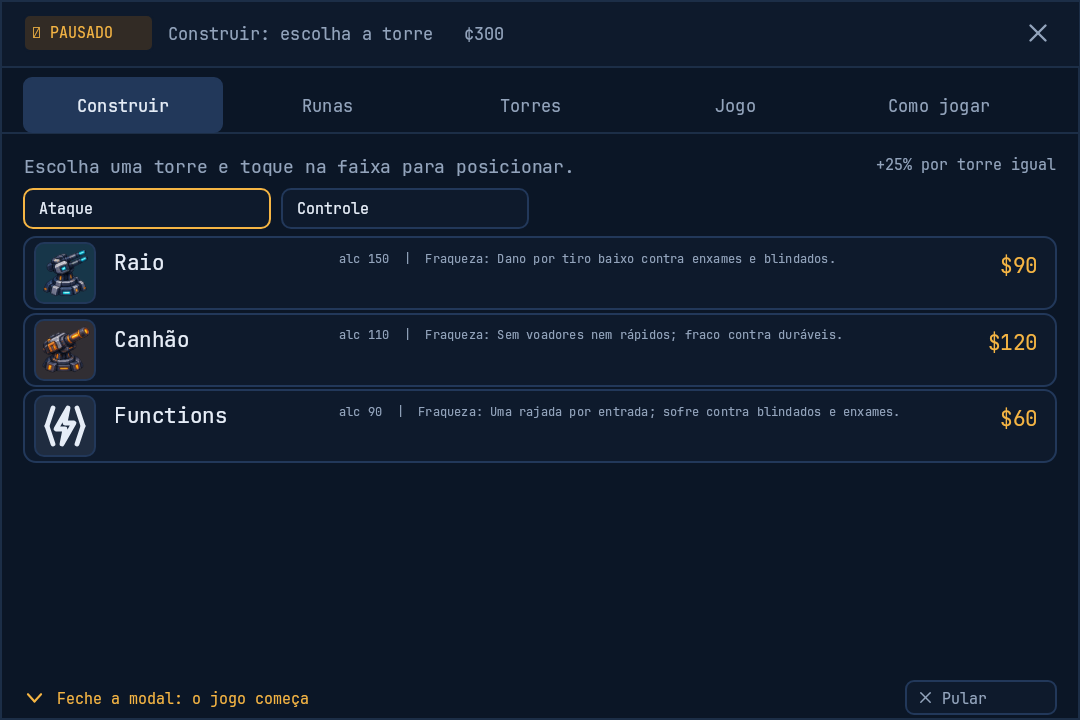 PAUSADO Construir: escolha a torre ₵300
Construir Runas Torres Jogo Como jogar
Escolha uma torre e toque na faixa para posicionar. +25% por torre igual
Ataque Controle
Raio alc 150 | Fraqueza: Dano por tiro baixo contra enxames e blindados. $90
Canhão alc 110 | Fraqueza: Sem voadores nem rápidos; fraco contra duráveis. $120
Functions alc 90 | Fraqueza: Uma rajada por entrada; sofre contra blindados e enxames. $60
Feche a modal: o jogo começa Pular